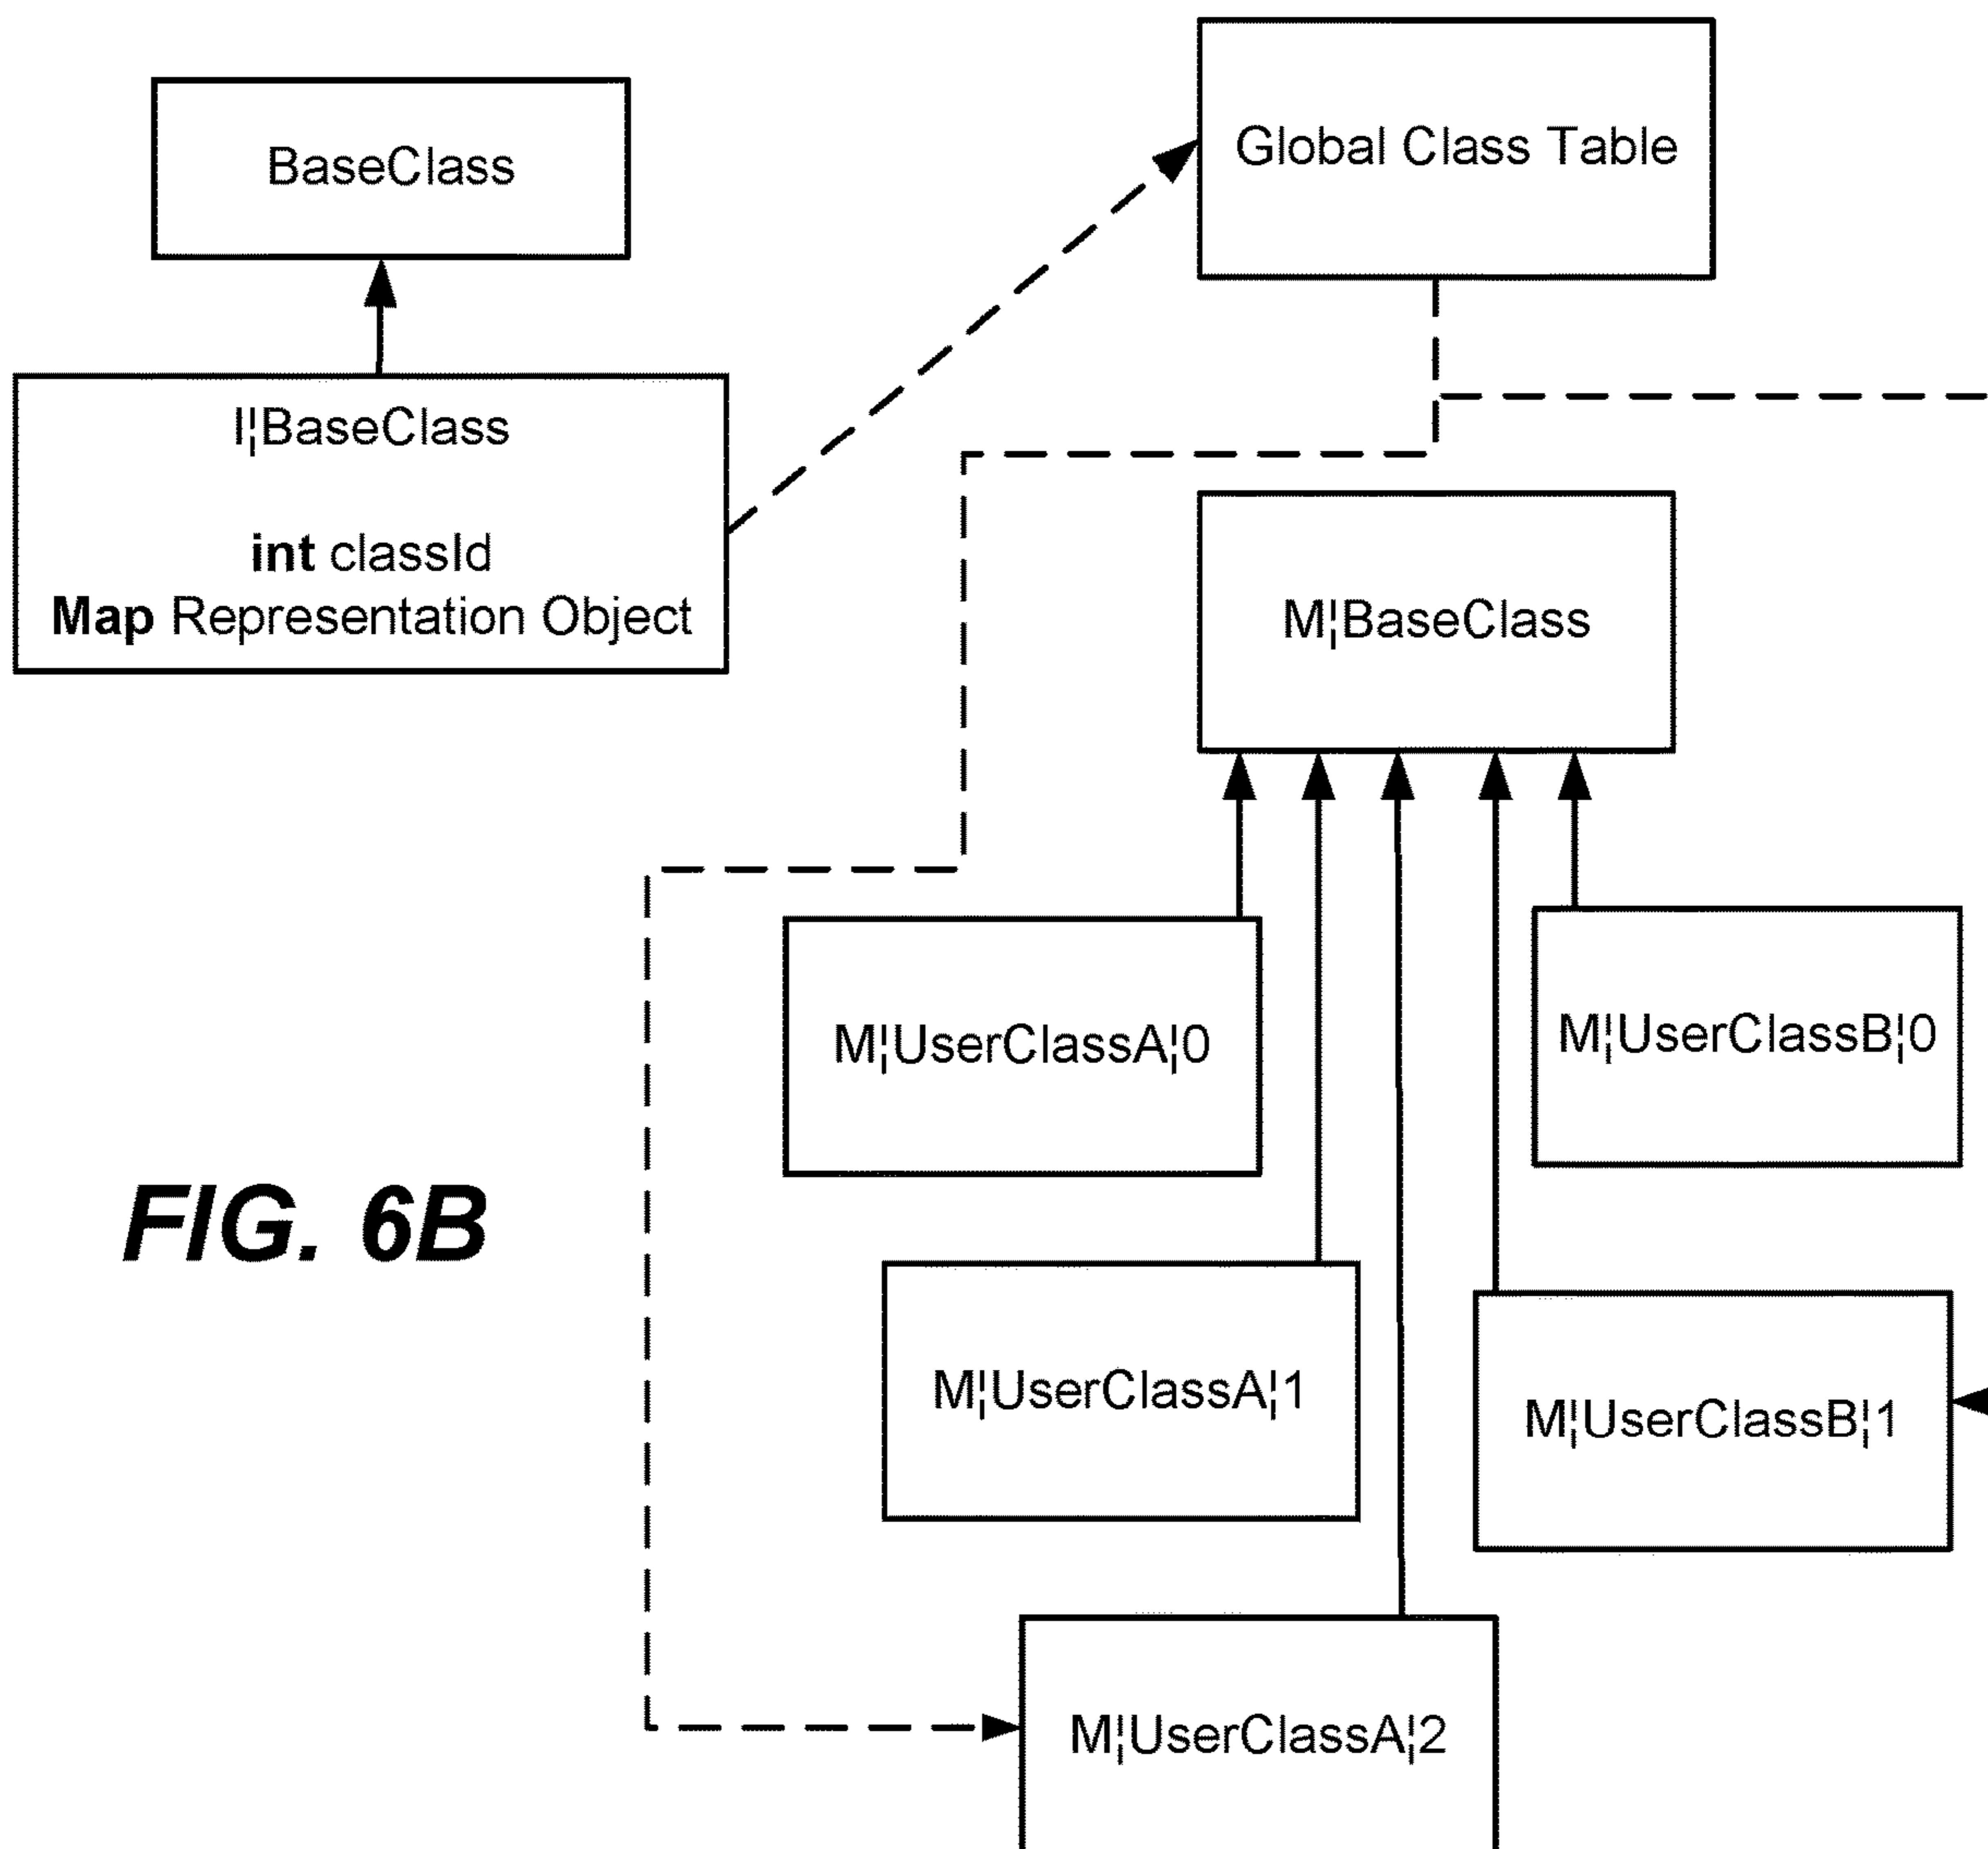 BaseClass
Global Class Table
I¦BaseClass
int classId
Map Representation Object
M¦BaseClass
M¦UserClassA¦0
M¦UserClassB¦0
FIG. 6B
M¦UserClassA¦1
M¦UserClassB¦1
M¦UserClassA¦2